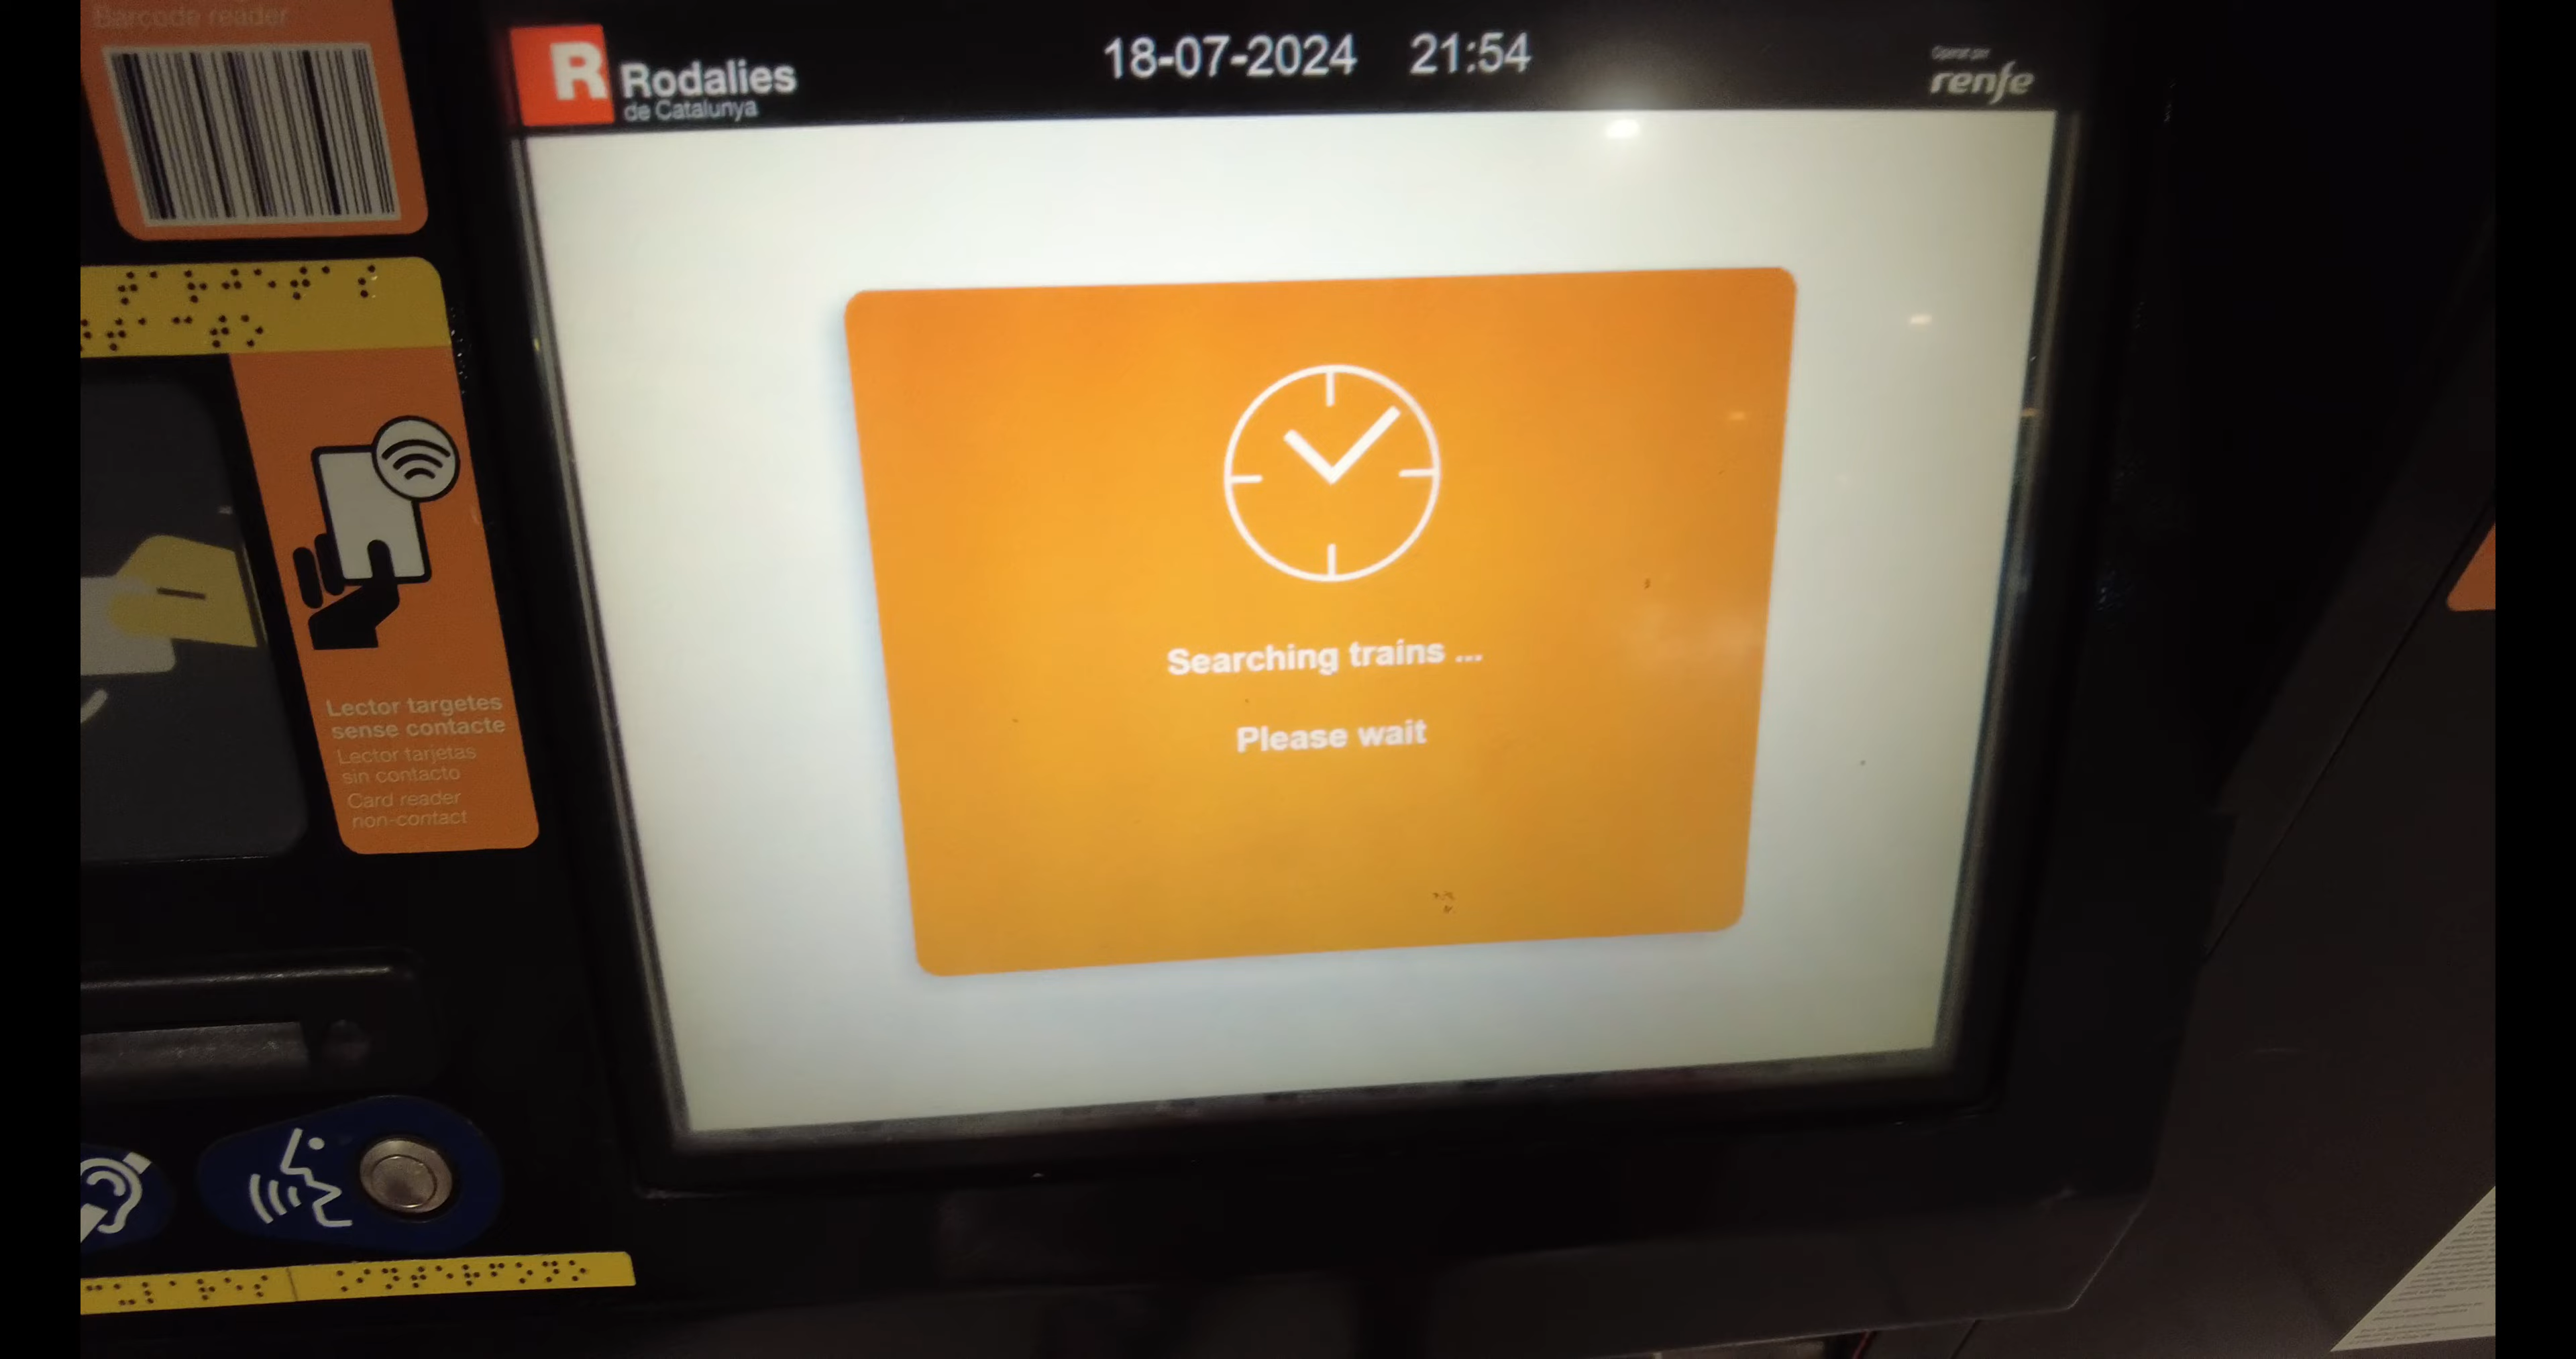 Barcode reader
R Rodalies
de Catalunya
18-07-2024 21:54
Operat per
renfe
Searching trains ...
Please wait
Lector targetes
sense contacte
Lector tarjetas
sin contacto
Card reader
non-contact